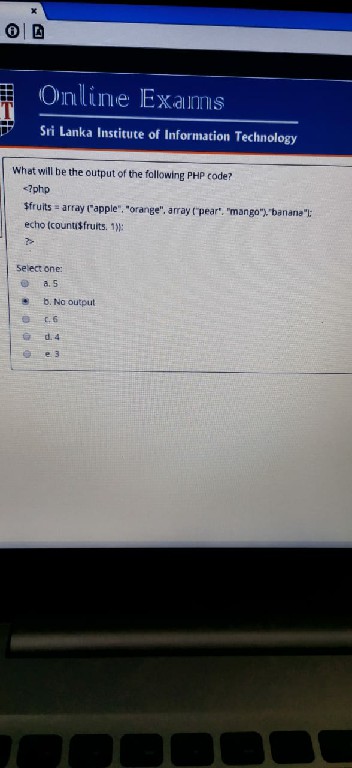 Online Exams
Sri Lanka Institute of Information Technology
What will be the output of the following PHP code?
<?php
$fruits = array ("apple", "orange", array ("pear", "mango"),"banana");
echo (count($fruits, 1));
?>
Select one:
a. 5
b. No output
c. 6
d. 4
e. 3